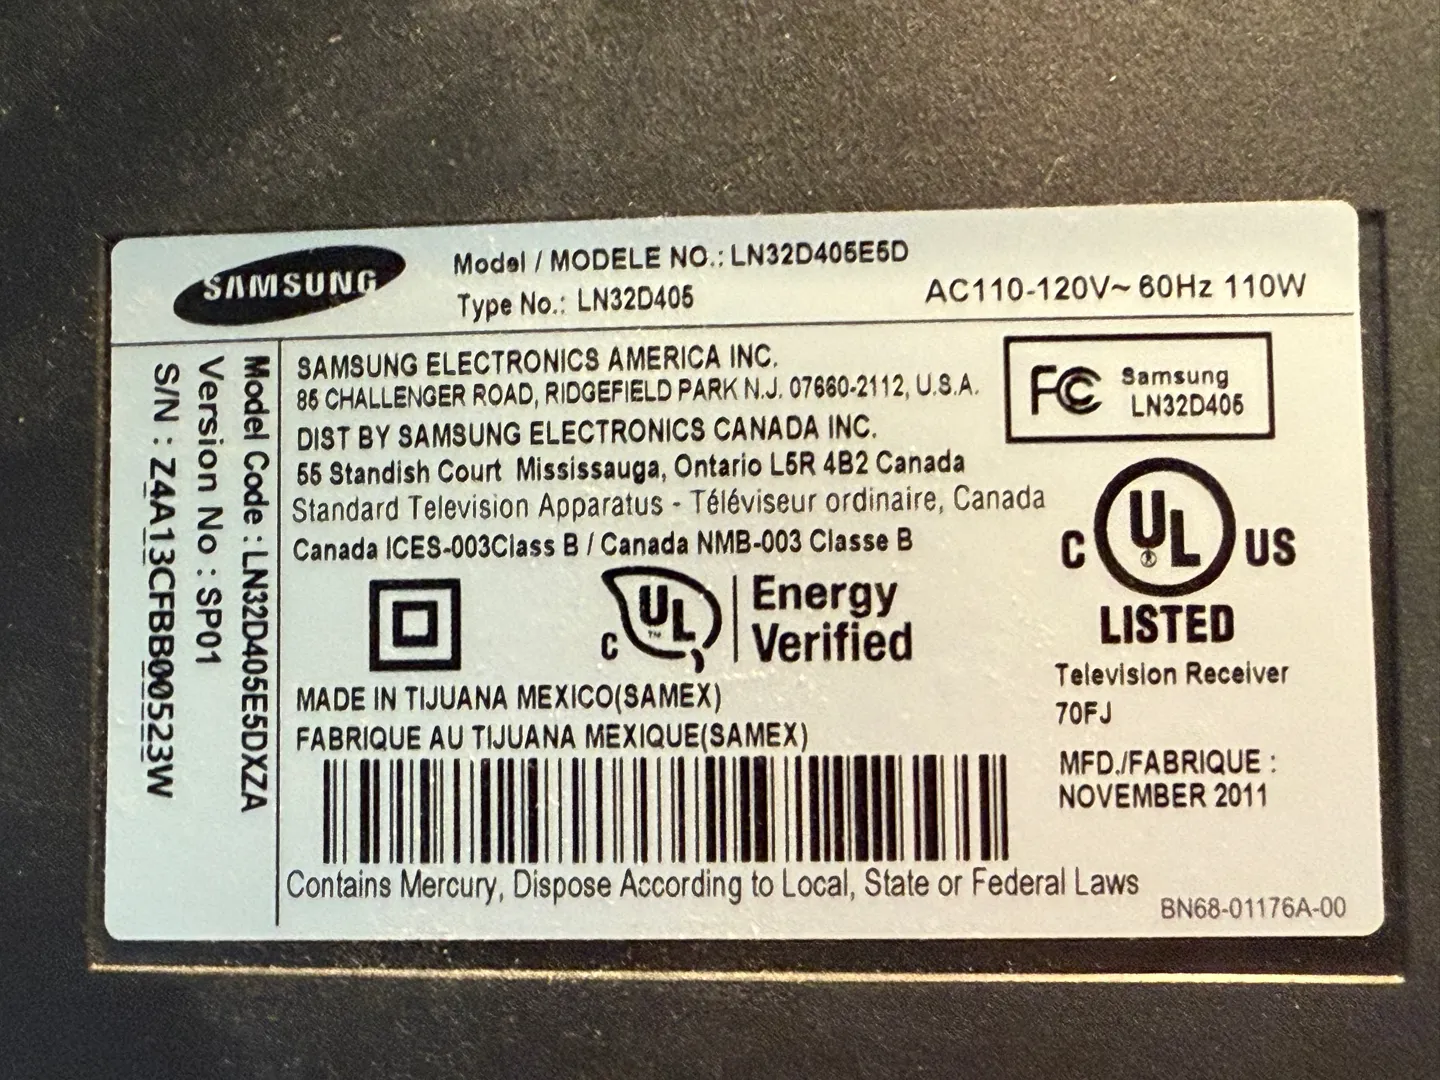 SAMSUNG
Model / MODELE NO.: LN32D405E5D
Type No.: LN32D405
AC110-120V~ 60Hz 110W
Model Code : LN32D405E5DXZA
Version No : SP01
S/N : Z4A13CFBB00523W
SAMSUNG ELECTRONICS AMERICA INC.
85 CHALLENGER ROAD, RIDGEFIELD PARK N.J. 07660-2112, U.S.A.
DIST BY SAMSUNG ELECTRONICS CANADA INC.
55 Standish Court Mississauga, Ontario L5R 4B2 Canada
Standard Television Apparatus - Téléviseur ordinaire, Canada
Canada ICES-003Class B / Canada NMB-003 Classe B
FC Samsung
LN32D405
C UL ® US
LISTED
Television Receiver
70FJ
C UL ™ Energy
Verified
MADE IN TIJUANA MEXICO(SAMEX)
FABRIQUE AU TIJUANA MEXIQUE(SAMEX)
MFD./FABRIQUE :
NOVEMBER 2011
Contains Mercury, Dispose According to Local, State or Federal Laws
BN68-01176A-00